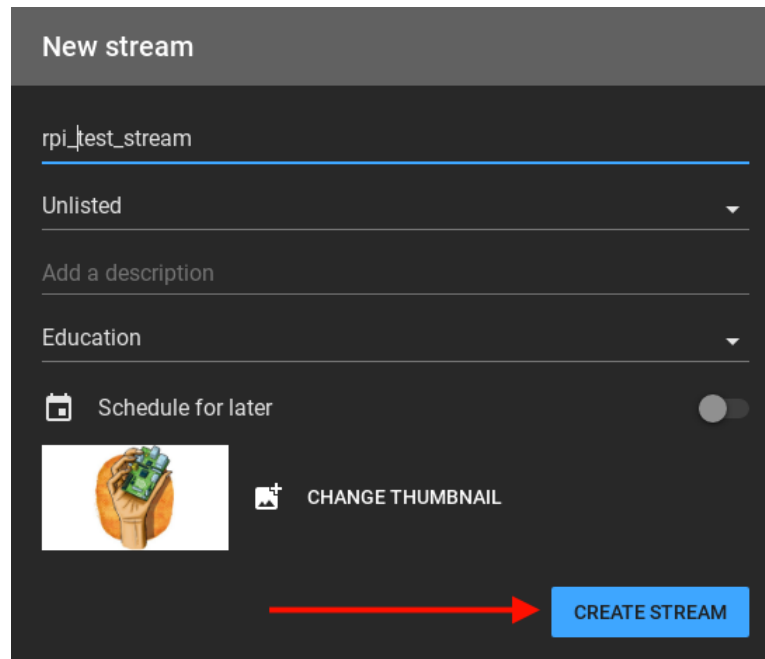 New stream
rpi_test_stream
Unlisted
Add a description
Education
Schedule for later
CHANGE THUMBNAIL
CREATE STREAM